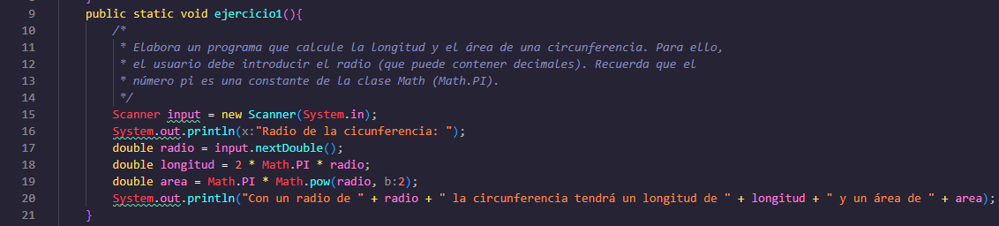 9 public static void ejercicio1(){
10 /*
11 * Elabora un programa que calcule la longitud y el área de una circunferencia. Para ello,
12 * el usuario debe introducir el radio (que puede contener decimales). Recuerda que el
13 * número pi es una constante de la clase Math (Math.PI).
14 */
15 Scanner input = new Scanner(System.in);
16 System.out.println(x:"Radio de la cicunferencia: ");
17 double radio = input.nextDouble();
18 double longitud = 2 * Math.PI * radio;
19 double area = Math.PI * Math.pow(radio, b:2);
20 System.out.println("Con un radio de " + radio + " la circunferencia tendrá un longitud de " + longitud + " y un área de " + area);
21 }